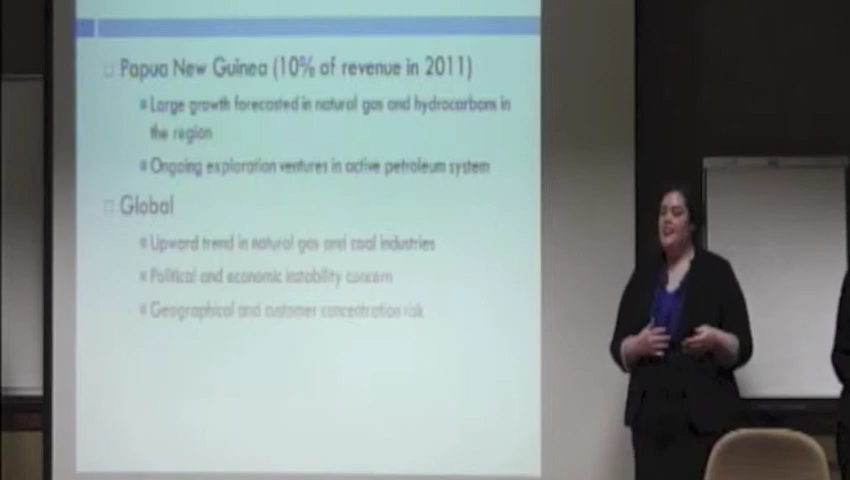 Papua New Guinea (10% of revenue in 2011)
Large growth forecasted in natural gas and hydrocarbons in
the region
Ongoing exploration ventures in active petroleum system
Global
Upward trend in natural gas and coal industries
Political and economic instability concern
Geographical and customer concentration risk